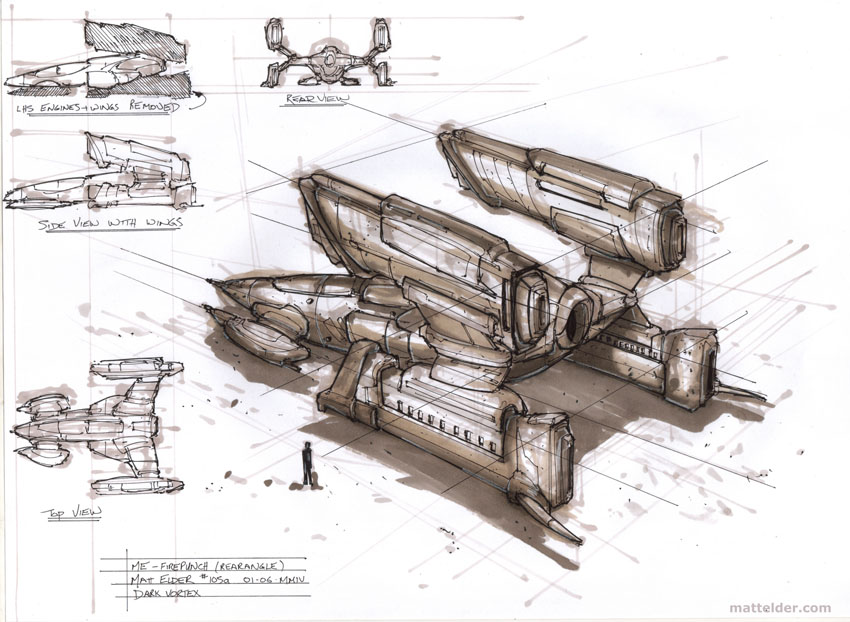 LHS ENGINES + WINGS REMOVED
REAR VIEW
SIDE VIEW WITH WINGS
TOP VIEW
ME - FIREPUNCH (REARANGLE)
MATT ELDER #105a 01-06-MMIV
DARK VORTEX
mattelder.com